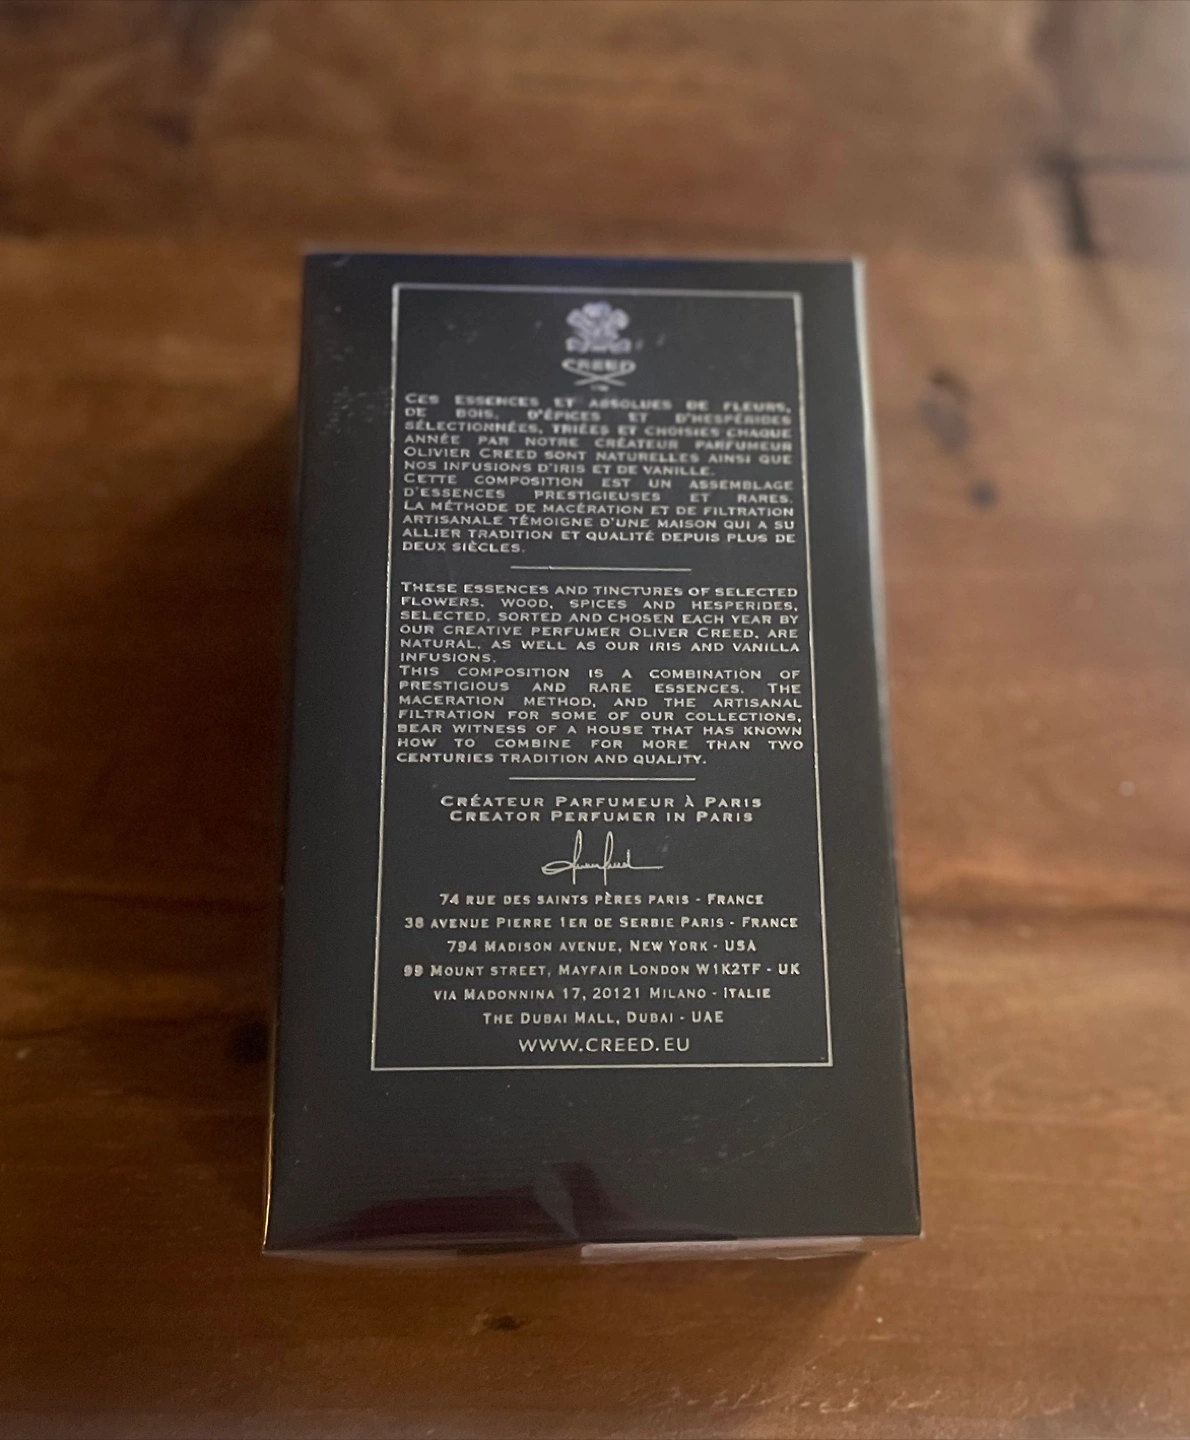 CREED
CES ESSENCES ET ABSOLUES DE FLEURS,
DE BOIS, D'ÉPICES ET D'HESPÉRIDES
SÉLECTIONNÉES, TRIÉES ET CHOISIES CHAQUE
ANNÉE PAR NOTRE CRÉATEUR PARFUMEUR
OLIVIER CREED SONT NATURELLES AINSI QUE
NOS INFUSIONS D'IRIS ET DE VANILLE.
CETTE COMPOSITION EST UN ASSEMBLAGE
D'ESSENCES PRESTIGIEUSES ET RARES.
LA MÉTHODE DE MACÉRATION ET DE FILTRATION
ARTISANALE TÉMOIGNE D'UNE MAISON QUI A SU
ALLIER TRADITION ET QUALITÉ DEPUIS PLUS DE
DEUX SIÈCLES.
THESE ESSENCES AND TINCTURES OF SELECTED
FLOWERS, WOOD, SPICES AND HESPERIDES,
SELECTED, SORTED AND CHOSEN EACH YEAR BY
OUR CREATIVE PERFUMER OLIVER CREED, ARE
NATURAL, AS WELL AS OUR IRIS AND VANILLA
INFUSIONS.
THIS COMPOSITION IS A COMBINATION OF
PRESTIGIOUS AND RARE ESSENCES. THE
MACERATION METHOD, AND THE ARTISANAL
FILTRATION FOR SOME OF OUR COLLECTIONS,
BEAR WITNESS OF A HOUSE THAT HAS KNOWN
HOW TO COMBINE FOR MORE THAN TWO
CENTURIES TRADITION AND QUALITY.
CRÉATEUR PARFUMEUR À PARIS
CREATOR PERFUMER IN PARIS
74 RUE DES SAINTS PÈRES PARIS - FRANCE
38 AVENUE PIERRE 1ER DE SERBIE PARIS - FRANCE
794 MADISON AVENUE, NEW YORK - USA
99 MOUNT STREET, MAYFAIR LONDON W1K2TF - UK
VIA MADONNINA 17, 20121 MILANO - ITALIE
THE DUBAI MALL, DUBAI - UAE
WWW.CREED.EU